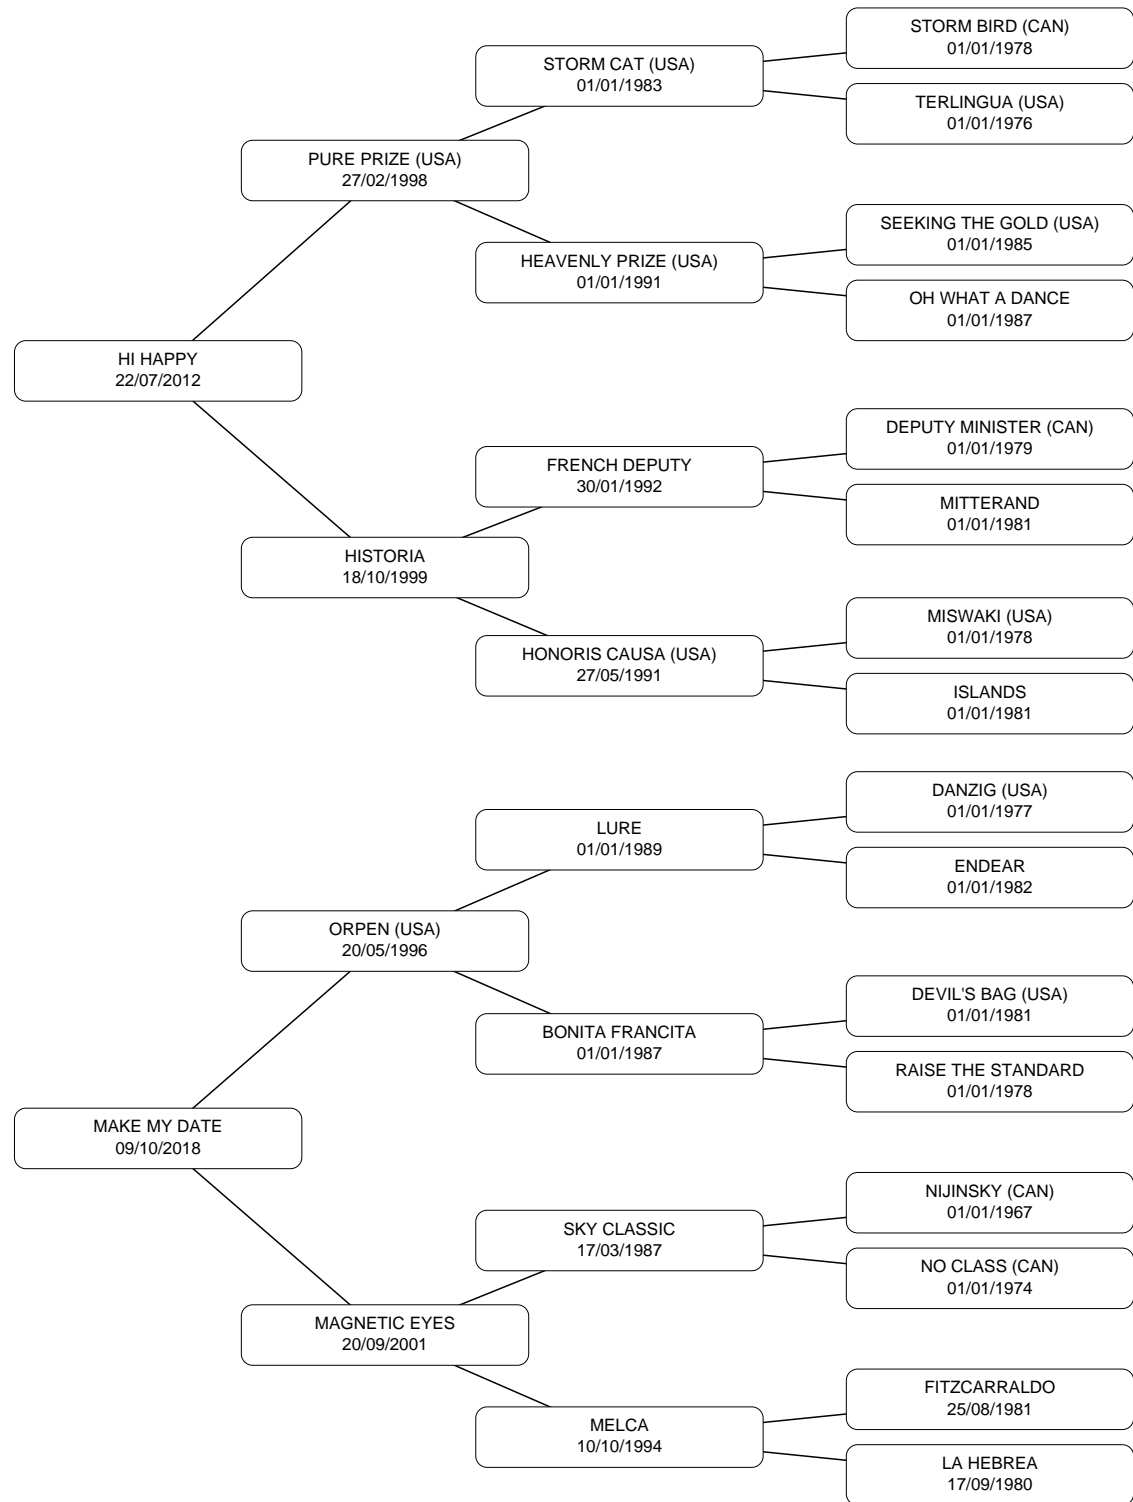 STORM BIRD (CAN)
01/01/1978
STORM CAT (USA)
01/01/1983
TERLINGUA (USA)
01/01/1976
PURE PRIZE (USA)
27/02/1998
SEEKING THE GOLD (USA)
01/01/1985
HEAVENLY PRIZE (USA)
01/01/1991
OH WHAT A DANCE
01/01/1987
HI HAPPY
22/07/2012
DEPUTY MINISTER (CAN)
01/01/1979
FRENCH DEPUTY
30/01/1992
MITTERAND
01/01/1981
HISTORIA
18/10/1999
MISWAKI (USA)
01/01/1978
HONORIS CAUSA (USA)
27/05/1991
ISLANDS
01/01/1981
DANZIG (USA)
01/01/1977
LURE
01/01/1989
ENDEAR
01/01/1982
ORPEN (USA)
20/05/1996
DEVIL'S BAG (USA)
01/01/1981
BONITA FRANCITA
01/01/1987
RAISE THE STANDARD
01/01/1978
MAKE MY DATE
09/10/2018
NIJINSKY (CAN)
01/01/1967
SKY CLASSIC
17/03/1987
NO CLASS (CAN)
01/01/1974
MAGNETIC EYES
20/09/2001
FITZCARRALDO
25/08/1981
MELCA
10/10/1994
LA HEBREA
17/09/1980